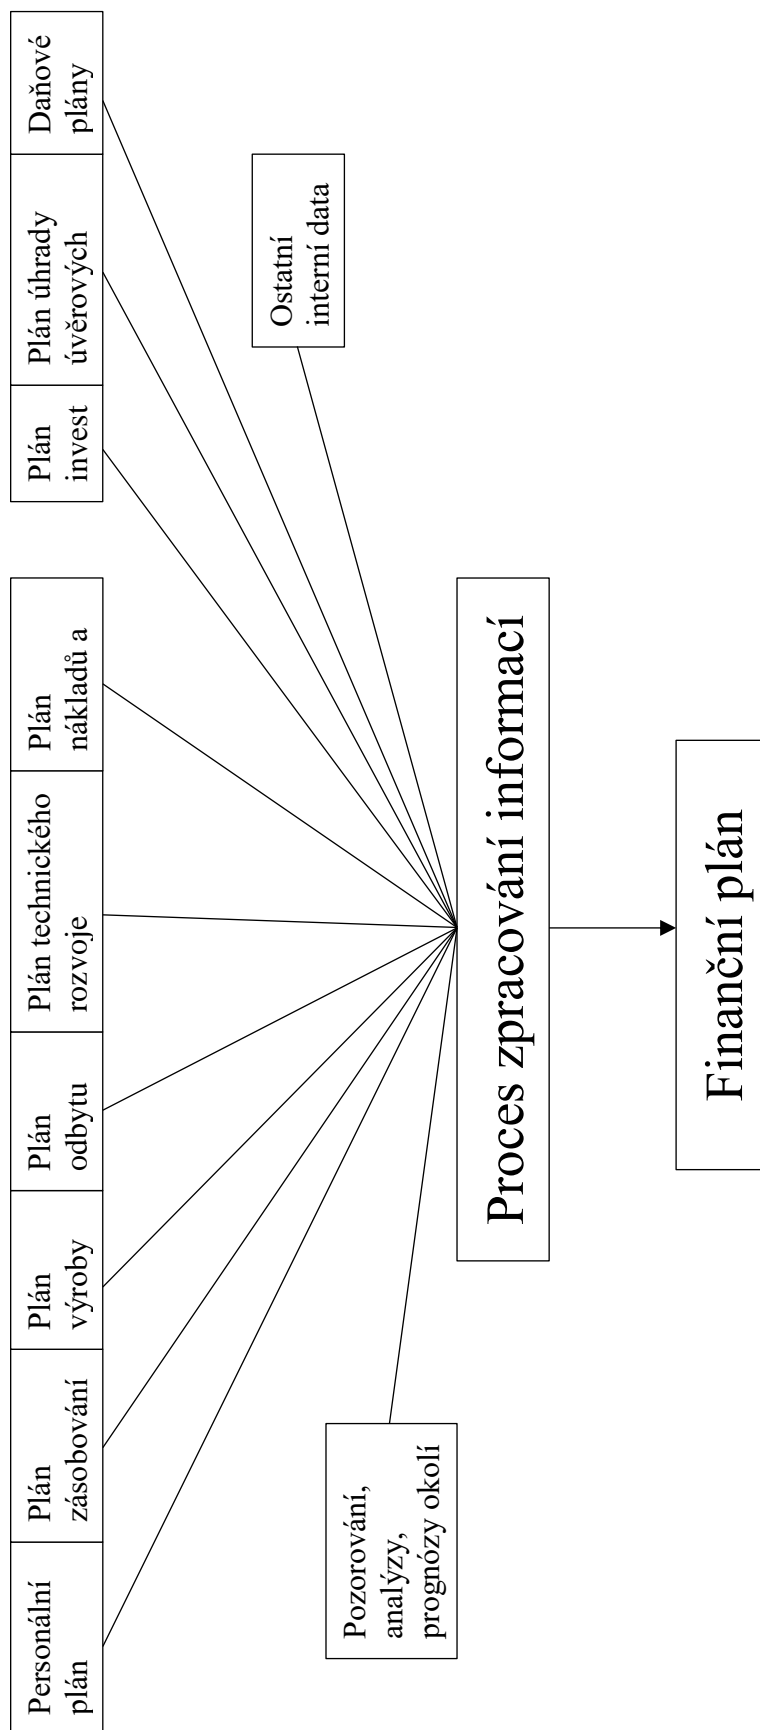 Personální
plán
Plán
zásobování
Plán
výroby
Plán
odbytu
Plán technického
rozvoje
Plán
nákladů a
Plán
invest
Plán úhrady
úvěrových
Daňové
plány
Pozorování,
analýzy,
prognózy okolí
Ostatní
interní data
Proces zpracování informací
Finanční plán